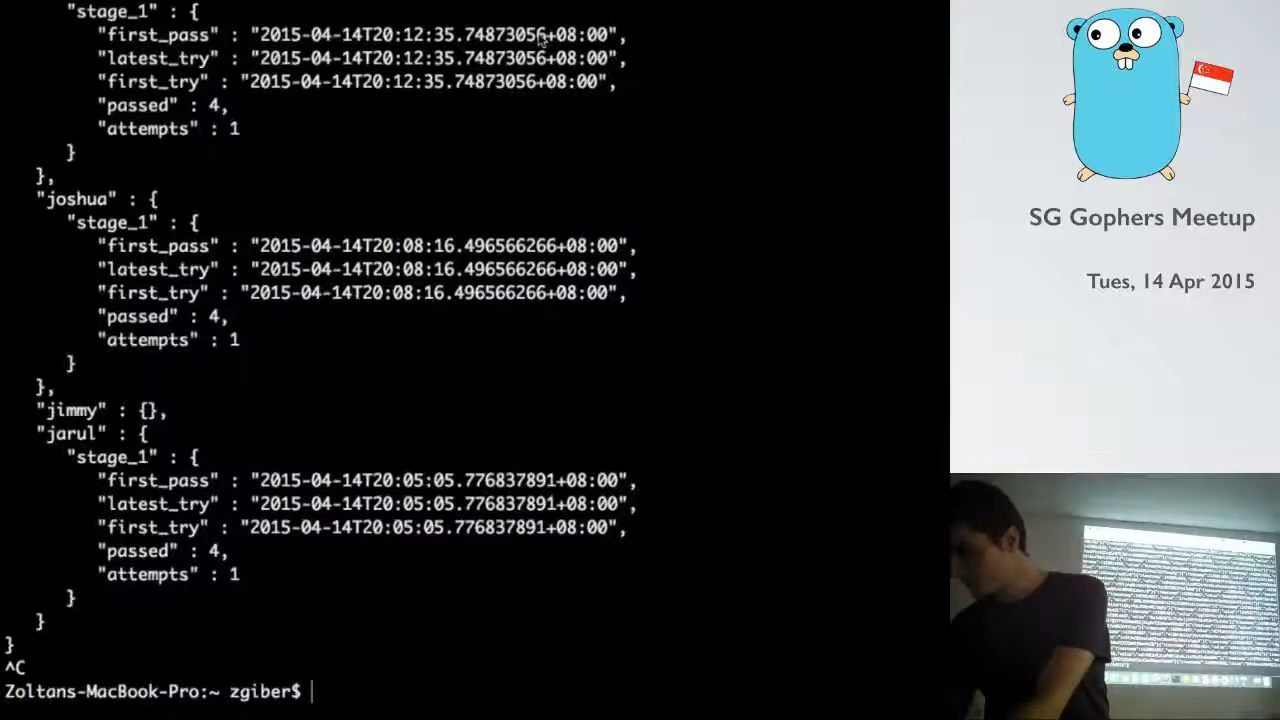 "stage_1" : {
"first_pass" : "2015-04-14T20:12:35.74873056+08:00",
"latest_try" : "2015-04-14T20:12:35.74873056+08:00",
"first_try" : "2015-04-14T20:12:35.74873056+08:00",
"passed" : 4,
"attempts" : 1
}
},
"joshua" : {
"stage_1" : {
"first_pass" : "2015-04-14T20:08:16.496566266+08:00",
"latest_try" : "2015-04-14T20:08:16.496566266+08:00",
"first_try" : "2015-04-14T20:08:16.496566266+08:00",
"passed" : 4,
"attempts" : 1
}
},
"jimmy" : {},
"jarul" : {
"stage_1" : {
"first_pass" : "2015-04-14T20:05:05.776837891+08:00",
"latest_try" : "2015-04-14T20:05:05.776837891+08:00",
"first_try" : "2015-04-14T20:05:05.776837891+08:00",
"passed" : 4,
"attempts" : 1
}
}
}
^C
Zoltans-MacBook-Pro:~ zgiber$
SG Gophers Meetup
Tues, 14 Apr 2015